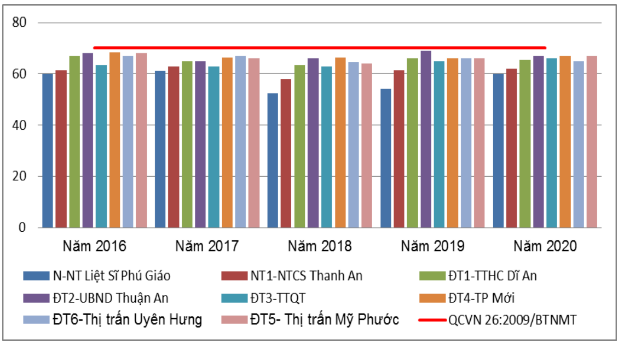 80
60
40
20
0
Năm 2016 Năm 2017 Năm 2018 Năm 2019 Năm 2020
N-NT Liệt Sĩ Phú Giáo NT1-NTCS Thanh An ĐT1-TTHC Dĩ An
ĐT2-UBND Thuận An ĐT3-TTQT ĐT4-TP Mới
ĐT6-Thị trấn Uyên Hưng ĐT5- Thị trấn Mỹ Phước QCVN 26:2009/BTNMT